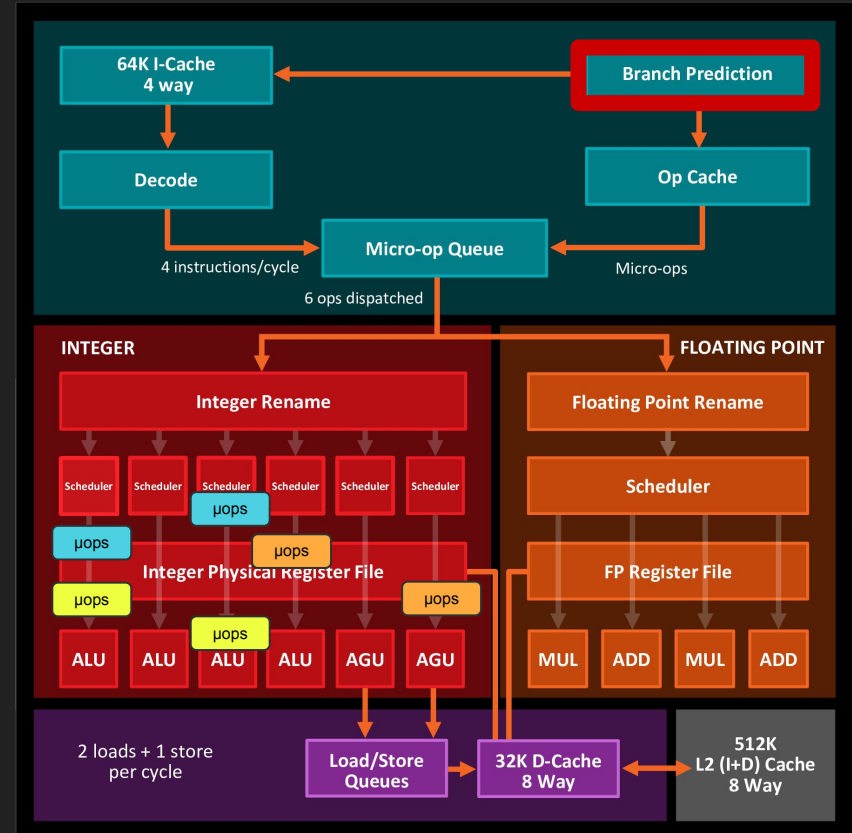 64K I-Cache
4 way
Branch Prediction
Decode
Op Cache
Micro-op Queue
4 instructions/cycle
Micro-ops
6 ops dispatched
INTEGER
FLOATING POINT
Integer Rename
Floating Point Rename
Scheduler
Scheduler
Scheduler
Scheduler
Scheduler
Scheduler
Scheduler
µops
µops
µops
Integer Physical Register File
FP Register File
µops
µops
µops
ALU
ALU
ALU
ALU
AGU
AGU
MUL
ADD
MUL
ADD
2 loads + 1 store
per cycle
Load/Store
Queues
32K D-Cache
8 Way
512K
L2 (I+D) Cache
8 Way